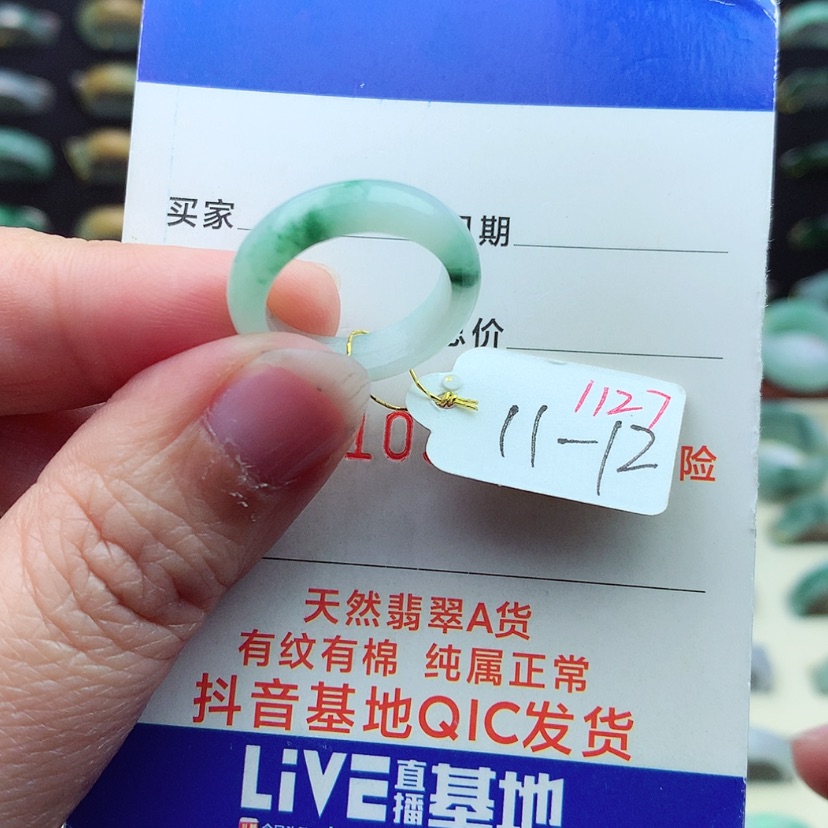 买家
期
价
1127
11-12
10
险
天然翡翠A货
有纹有棉 纯属正常
抖音基地QIC发货
LiVE直播基地